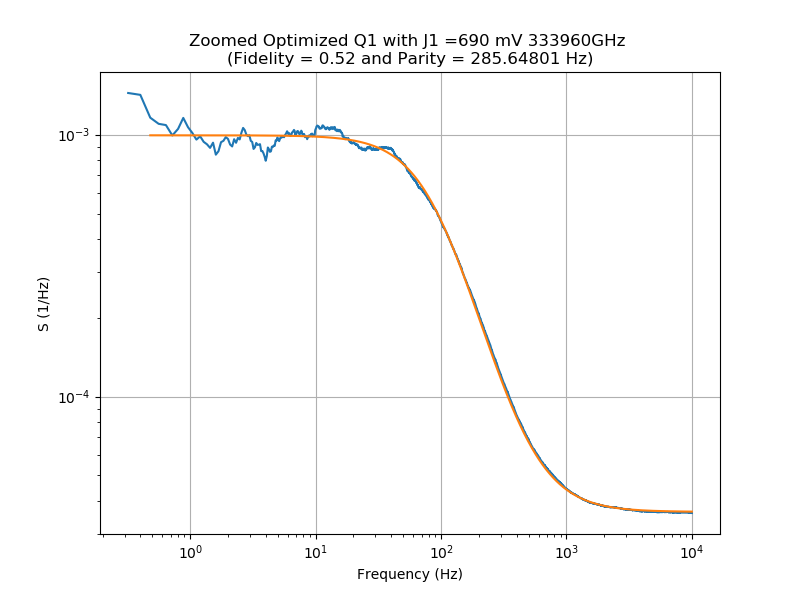 Zoomed Optimized Q1 with J1 =690 mV 333960GHz
(Fidelity = 0.52 and Parity = 285.64801 Hz)
S (1/Hz)
10⁻³
10⁻⁴
10⁰ 10¹ 10² 10³ 10⁴
Frequency (Hz)